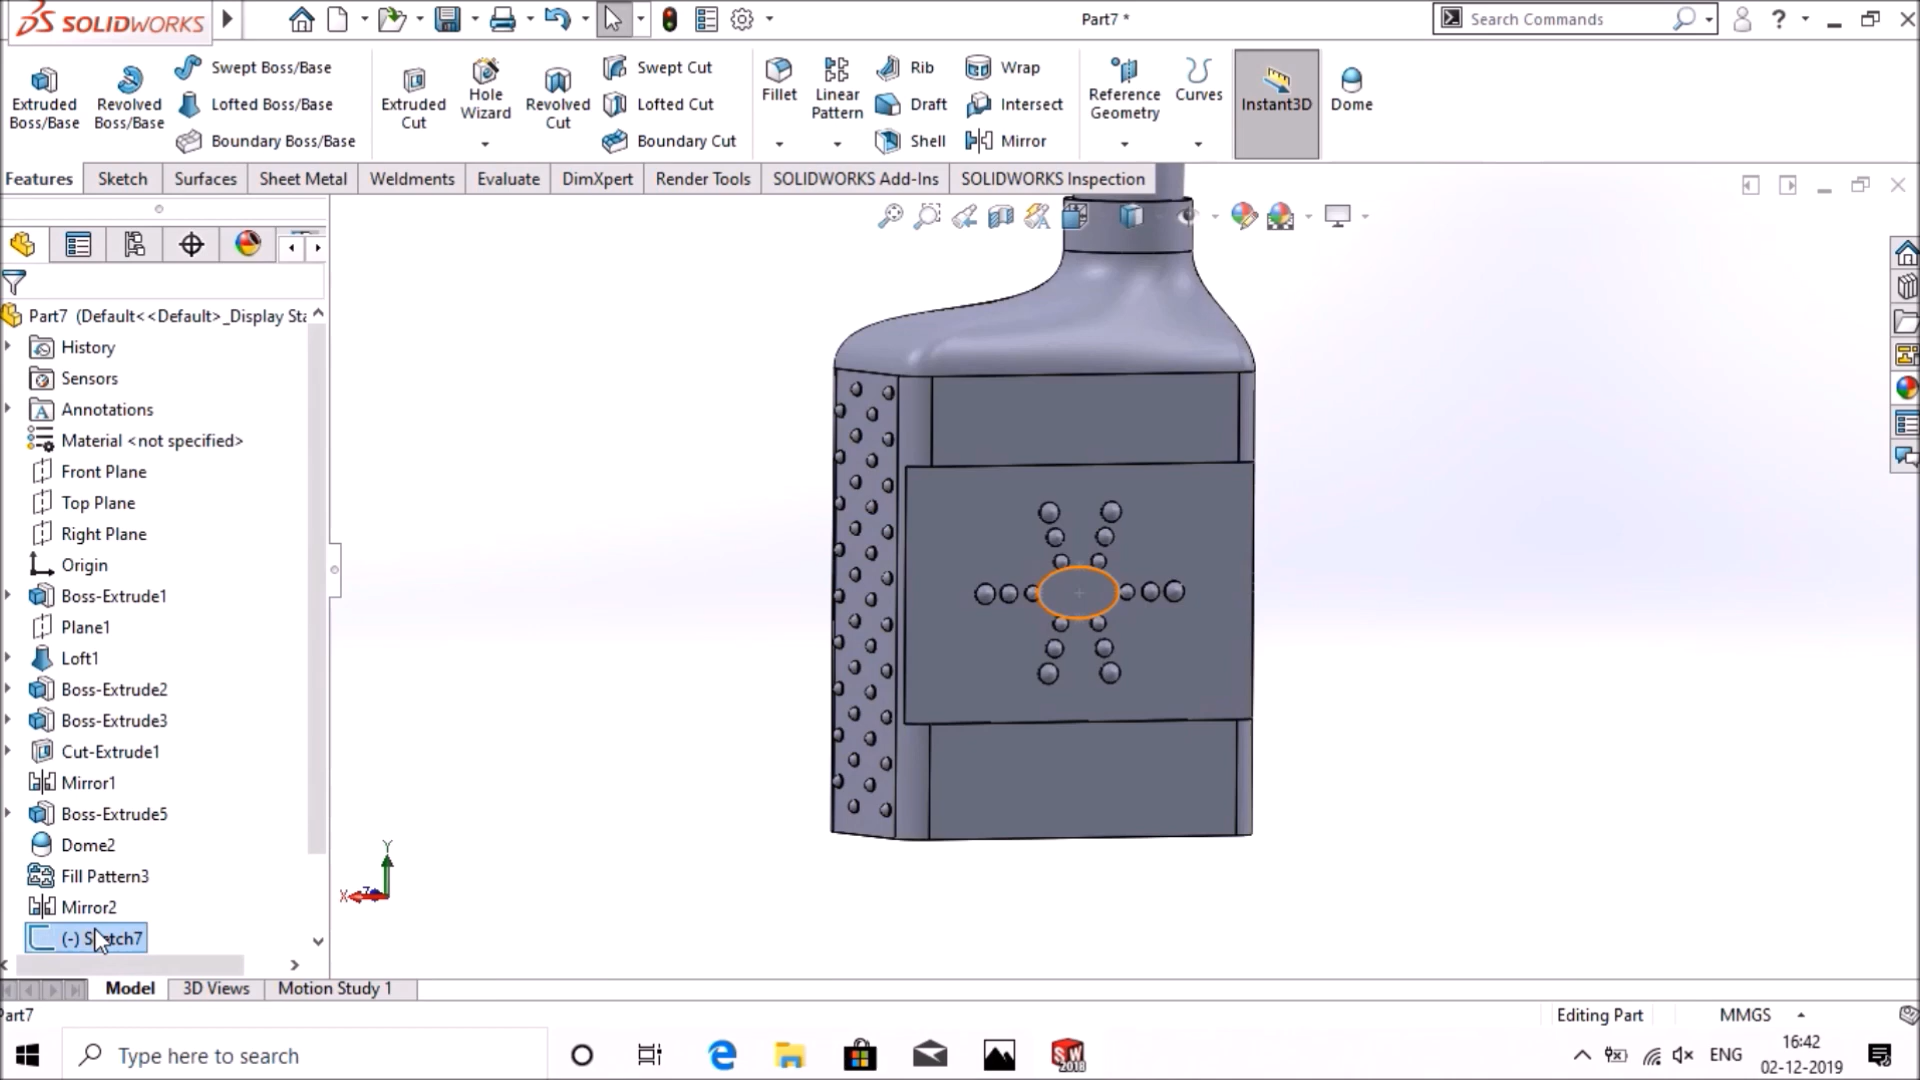 SOLIDWORKS
Part7 *
Search Commands
?
Extruded
Boss/Base
Revolved
Boss/Base
Swept Boss/Base
Lofted Boss/Base
Boundary Boss/Base
Extruded
Cut
Hole
Wizard
Revolved
Cut
Swept Cut
Lofted Cut
Boundary Cut
Fillet
Linear
Pattern
Rib
Draft
Shell
Wrap
Intersect
Mirror
Reference
Geometry
Curves
Instant3D
Dome
Features
Sketch
Surfaces
Sheet Metal
Weldments
Evaluate
DimXpert
Render Tools
SOLIDWORKS Add-Ins
SOLIDWORKS Inspection
Part7 (Default<<Default>_Display Sta
History
Sensors
Annotations
Material <not specified>
Front Plane
Top Plane
Right Plane
Origin
Boss-Extrude1
Plane1
Loft1
Boss-Extrude2
Boss-Extrude3
Cut-Extrude1
Mirror1
Boss-Extrude5
Dome2
Fill Pattern3
Mirror2
(-)
Y
X
Z
Model
3D Views
Motion Study 1
art7
Editing Part
MMGS
Type here to search
SW
2018
ENG
16:42
02-12-2019